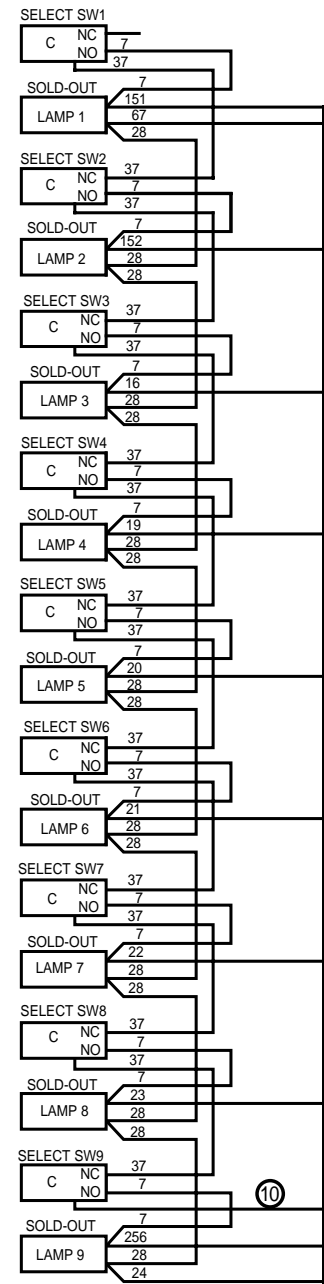 SELECT SW1
NC
C
NO
7
37
SOLD-OUT
7
151
LAMP 1
67
28
SELECT SW2
37
NC
C
7
NO
37
SOLD-OUT
7
152
LAMP 2
28
28
SELECT SW3
37
NC
C
7
NO
37
SOLD-OUT
7
16
LAMP 3
28
28
SELECT SW4
37
NC
C
7
NO
37
SOLD-OUT
7
19
LAMP 4
28
28
SELECT SW5
37
NC
C
7
NO
37
SOLD-OUT
7
20
LAMP 5
28
28
SELECT SW6
37
NC
C
7
NO
37
SOLD-OUT
7
21
LAMP 6
28
28
SELECT SW7
37
NC
C
7
NO
37
SOLD-OUT
7
22
LAMP 7
28
28
SELECT SW8
37
NC
C
7
NO
37
SOLD-OUT
7
23
LAMP 8
28
28
SELECT SW9
37
NC
C
7
NO
10
SOLD-OUT
7
256
LAMP 9
28
24